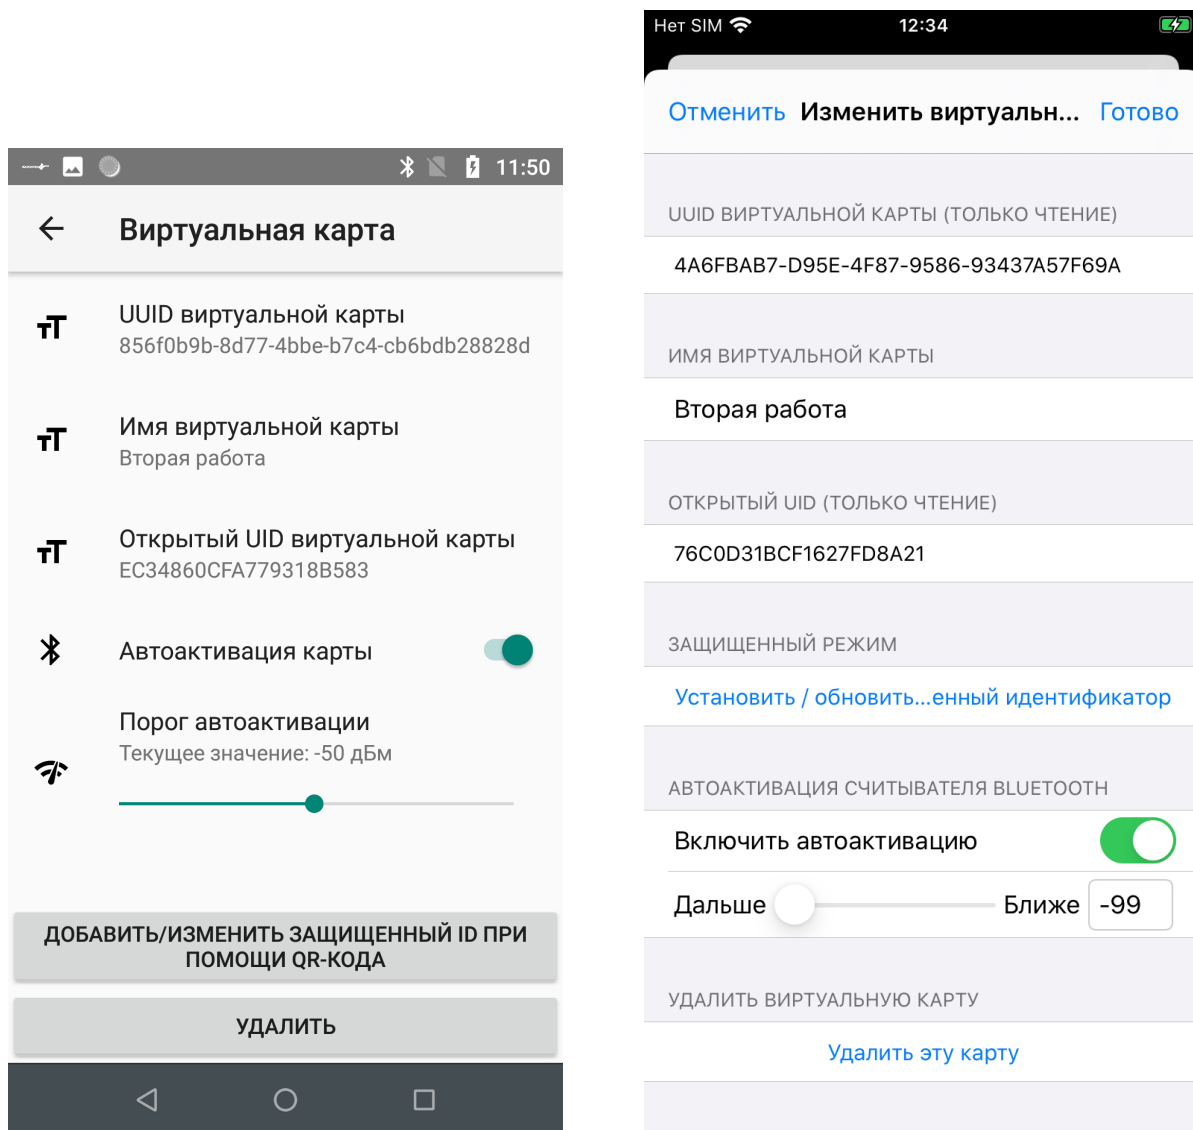 11:50
Виртуальная карта
UUID виртуальной карты
856f0b9b-8d77-4bbe-b7c4-cb6bdb28828d
Имя виртуальной карты
Вторая работа
Открытый UID виртуальной карты
EC34860CFA779318B583
Автоактивация карты
Порог автоактивации
Текущее значение: -50 дБм
ДОБАВИТЬ/ИЗМЕНИТЬ ЗАЩИЩЕННЫЙ ID ПРИ
ПОМОЩИ QR-КОДА
УДАЛИТЬ
Нет SIM 12:34
Отменить Изменить виртуальн... Готово
UUID ВИРТУАЛЬНОЙ КАРТЫ (ТОЛЬКО ЧТЕНИЕ)
4A6FBAB7-D95E-4F87-9586-93437A57F69A
ИМЯ ВИРТУАЛЬНОЙ КАРТЫ
Вторая работа
ОТКРЫТЫЙ UID (ТОЛЬКО ЧТЕНИЕ)
76C0D31BCF1627FD8A21
ЗАЩИЩЕННЫЙ РЕЖИМ
Установить / обновить...енный идентификатор
АВТОАКТИВАЦИЯ СЧИТЫВАТЕЛЯ BLUETOOTH
Включить автоактивацию
Дальше Ближе -99
УДАЛИТЬ ВИРТУАЛЬНУЮ КАРТУ
Удалить эту карту